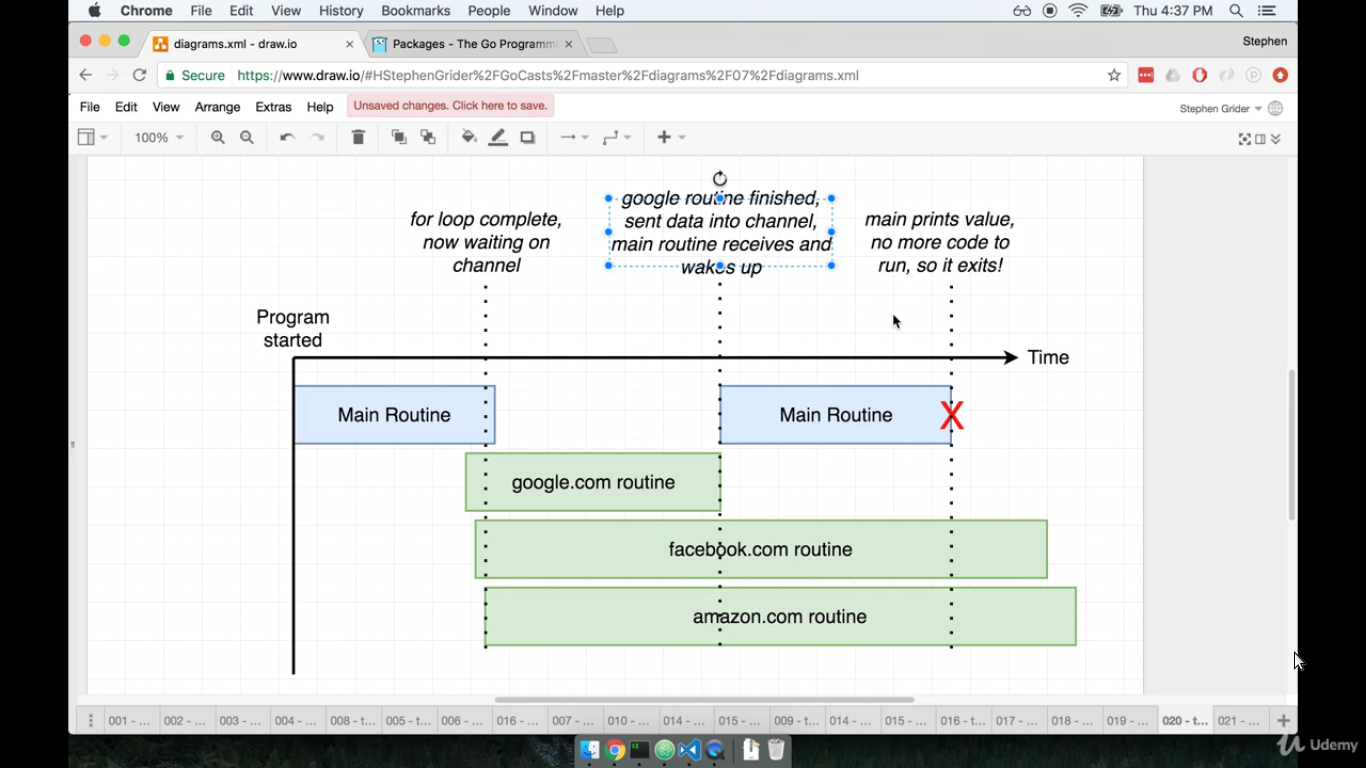 Chrome File Edit View History Bookmarks People Window Help Thu 4:37 PM
diagrams.xml - draw.io Packages - The Go Programm Stephen
Secure https://www.draw.io/#HStephenGrider%2FGoCasts%2Fmaster%2Fdiagrams%2F07%2Fdiagrams.xml
File Edit View Arrange Extras Help Unsaved changes. Click here to save. Stephen Grider
100%
for loop complete,
now waiting on
channel
google routine finished,
sent data into channel,
main routine receives and
wakes up
main prints value,
no more code to
run, so it exits!
Program
started
Time
Main Routine Main Routine X
google.com routine
facebook.com routine
amazon.com routine
001 - ... 002 - ... 003 - ... 004 - ... 008 - t... 005 - t... 006 - ... 016 - ... 007 - ... 010 - ... 014 - ... 015 - ... 009 - t... 014 - ... 015 - ... 016 - t... 017 - ... 018 - ... 019 - ... 020 - t... 021 - ...
Udemy